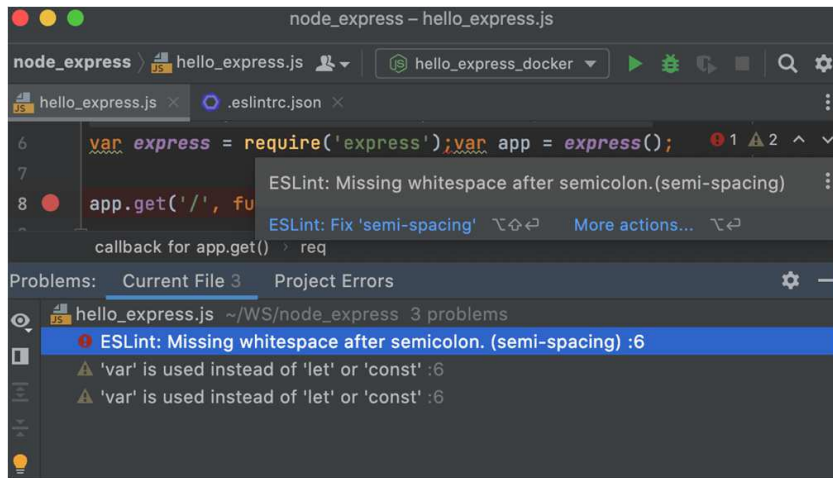 node_express – hello_express.js
node_express hello_express.js hello_express_docker
hello_express.js .eslintrc.json
6 var express = require('express');var app = express(); 1 2
7
ESLint: Missing whitespace after semicolon.(semi-spacing)
8 app.get('/', fu
ESLint: Fix 'semi-spacing' ⌥⇧⏎ More actions... ⌥⏎
callback for app.get() › req
Problems: Current File 3 Project Errors
hello_express.js ~/WS/node_express 3 problems
ESLint: Missing whitespace after semicolon. (semi-spacing) :6
'var' is used instead of 'let' or 'const' :6
'var' is used instead of 'let' or 'const' :6